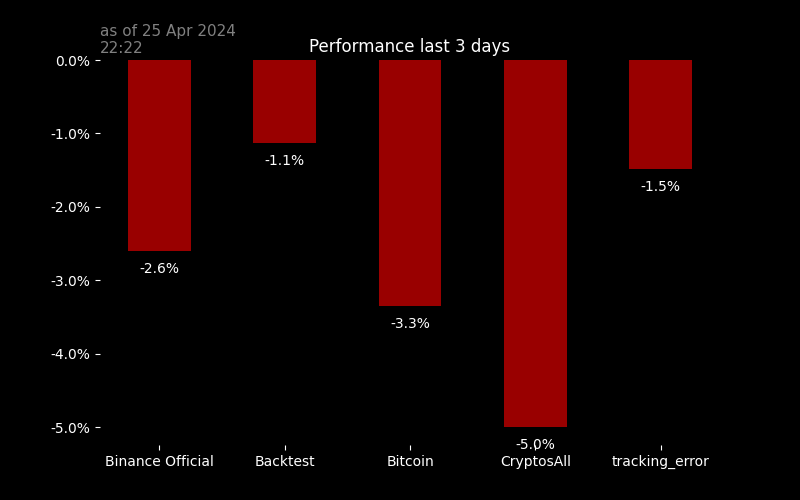 as of 25 Apr 2024
22:22
Performance last 3 days
0.0%
-1.0%
-2.0%
-3.0%
-4.0%
-5.0%
-2.6%
-1.1%
-3.3%
-5.0%
-1.5%
Binance Official
Backtest
Bitcoin
CryptosAll
tracking_error